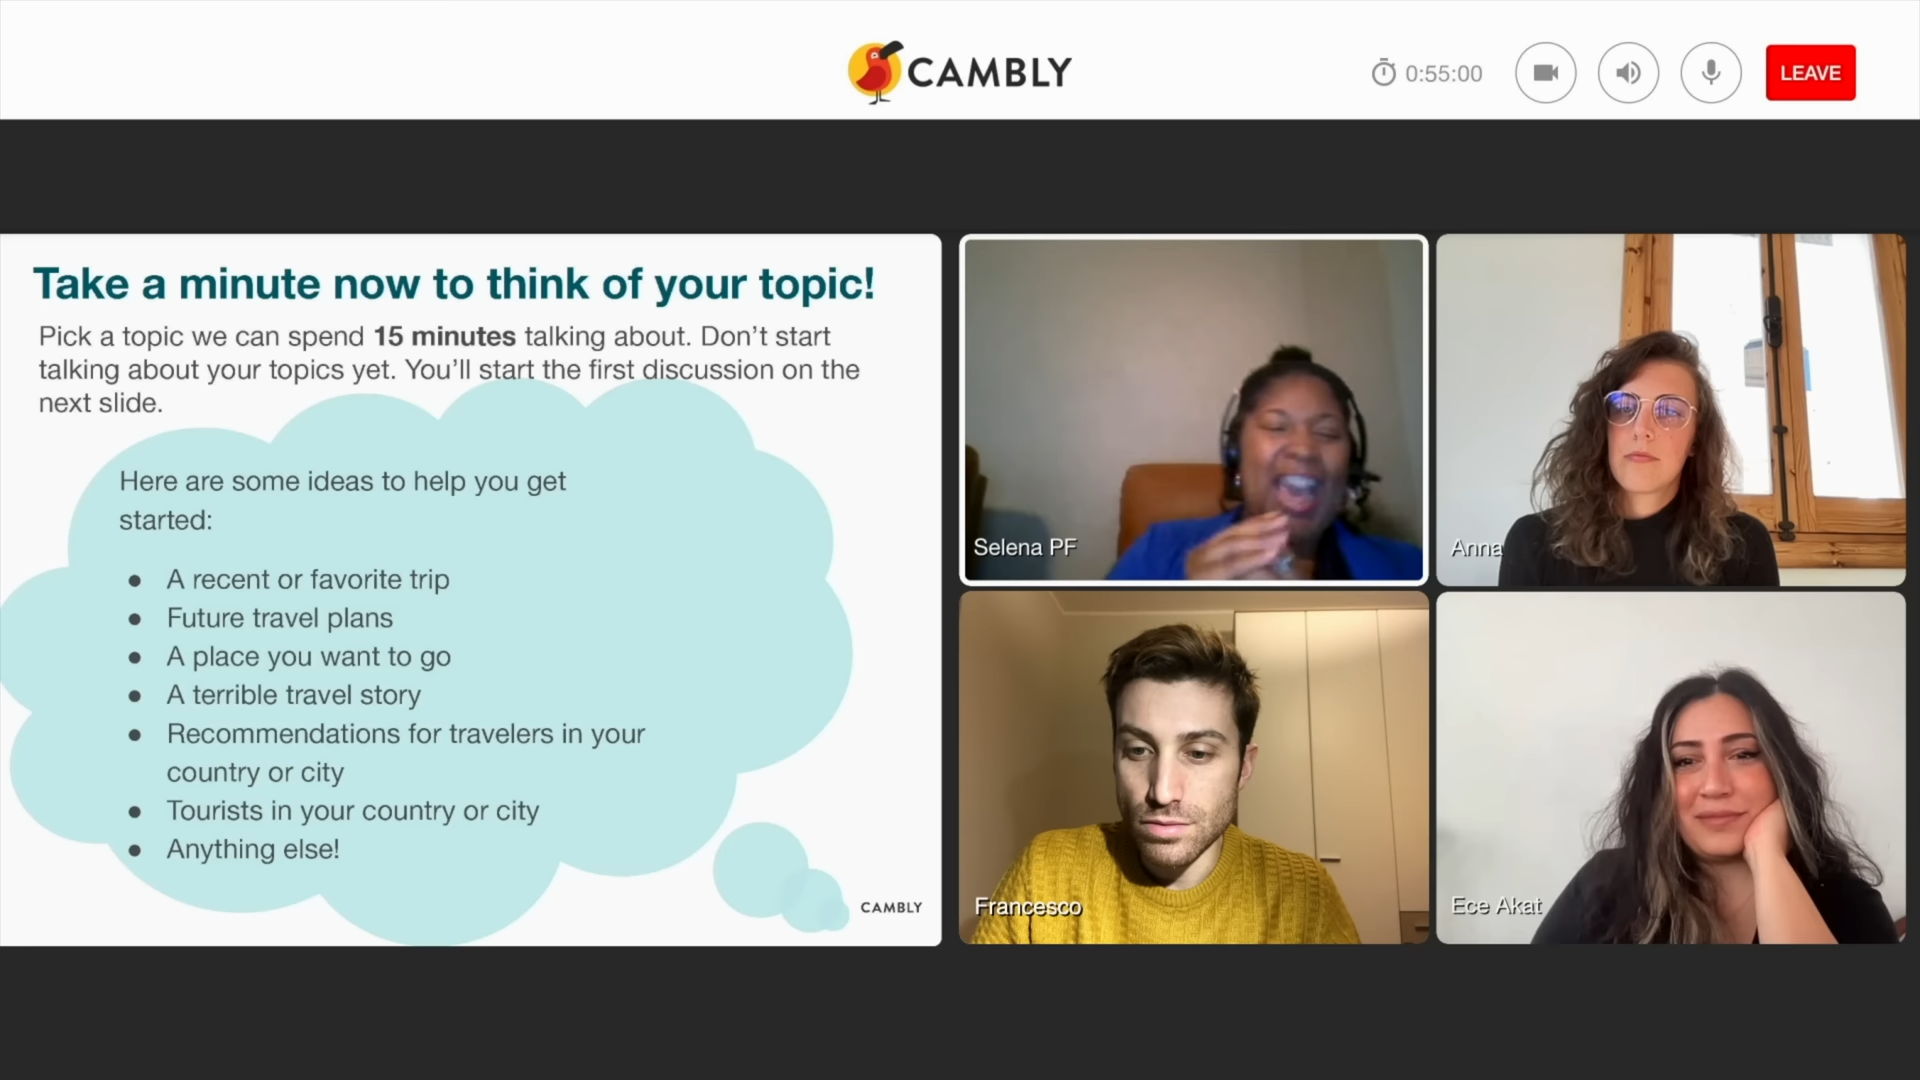 CAMBLY
0:55:00
LEAVE
Take a minute now to think of your topic!
Pick a topic we can spend 15 minutes talking about. Don’t start
talking about your topics yet. You’ll start the first discussion on the
next slide.
Here are some ideas to help you get
started:
● A recent or favorite trip
● Future travel plans
● A place you want to go
● A terrible travel story
● Recommendations for travelers in your
country or city
● Tourists in your country or city
● Anything else!
CAMBLY
Selena PF
Anna
Francesco
Ece Akat